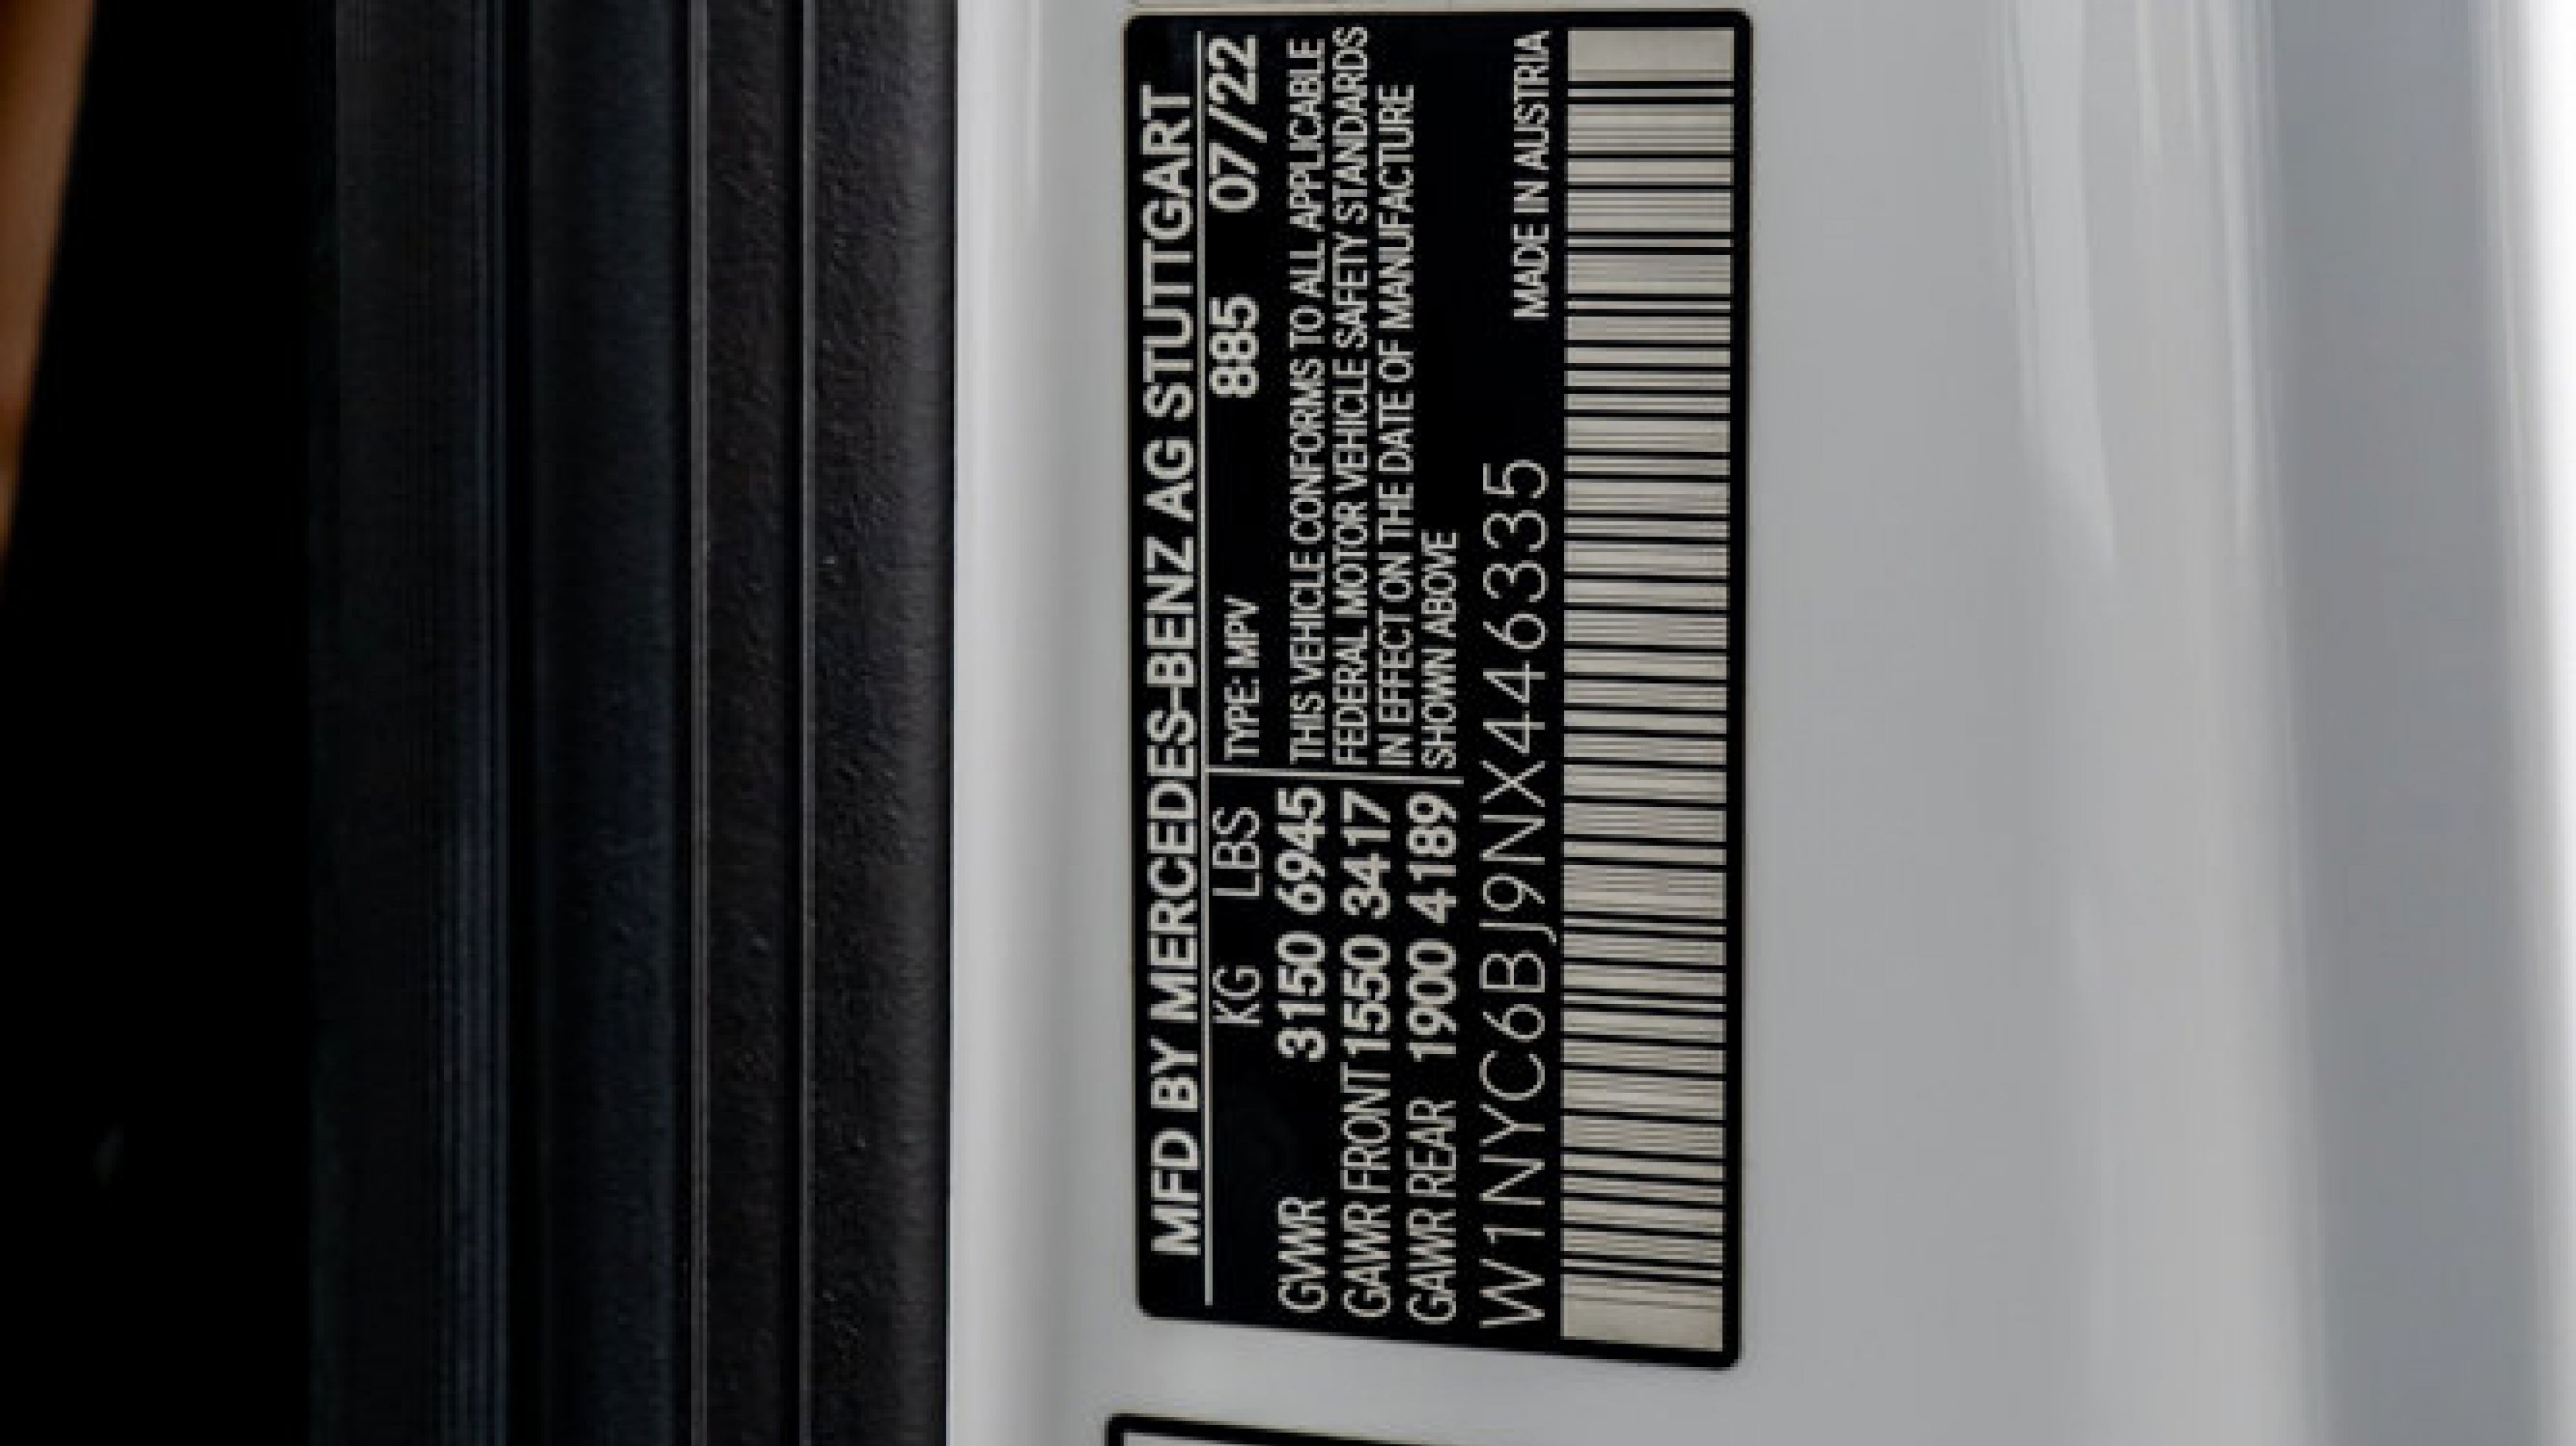 MFD BY MERCEDES-BENZ AG STUTTGART
KG LBS
GVWR 3150 6945
GAWR FRONT 1550 3417
GAWR REAR 1900 4189
TYPE: MPV 885 07/22
THIS VEHICLE CONFORMS TO ALL APPLICABLE
FEDERAL MOTOR VEHICLE SAFETY STANDARDS
IN EFFECT ON THE DATE OF MANUFACTURE
SHOWN ABOVE
W1NYC6BJ9NX446335
MADE IN AUSTRIA